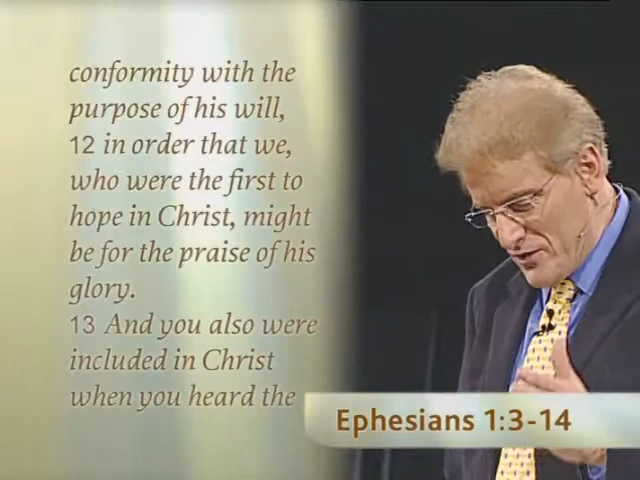 conformity with the
purpose of his will,
12 in order that we,
who were the first to
hope in Christ, might
be for the praise of his
glory.
13 And you also were
included in Christ
when you heard the
Ephesians 1:3-14